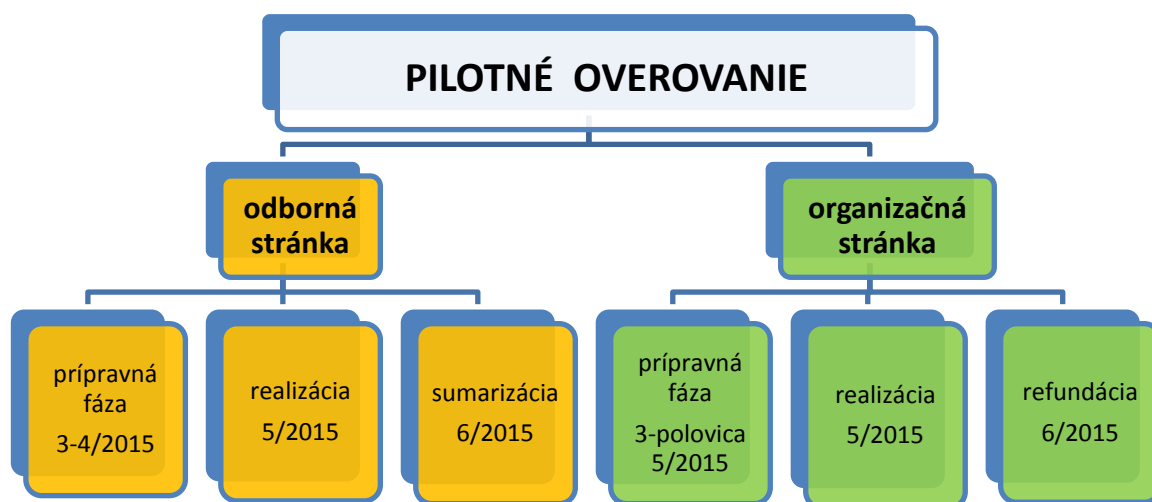 PILOTNÉ OVEROVANIE
odborná
stránka
organizačná
stránka
prípravná
fáza
3-4/2015
realizácia
5/2015
sumarizácia
6/2015
prípravná
fáza
3-polovica
5/2015
realizácia
5/2015
refundácia
6/2015